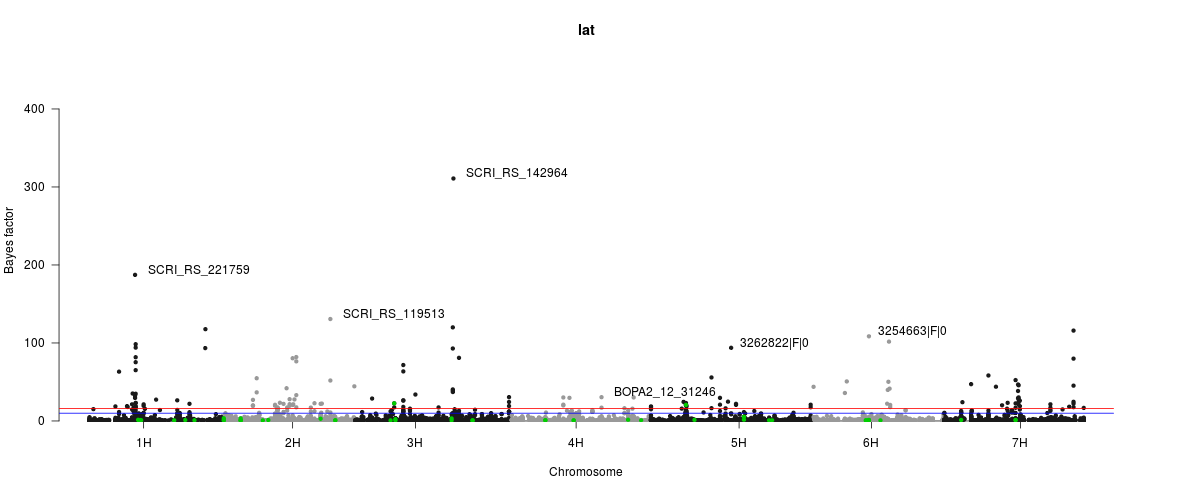 lat
400
300
200
100
0
Bayes factor
SCRI_RS_142964
SCRI_RS_221759
SCRI_RS_119513
3254663|F|0
3262822|F|0
BOPA2_12_31246
1H 2H 3H 4H 5H 6H 7H
Chromosome